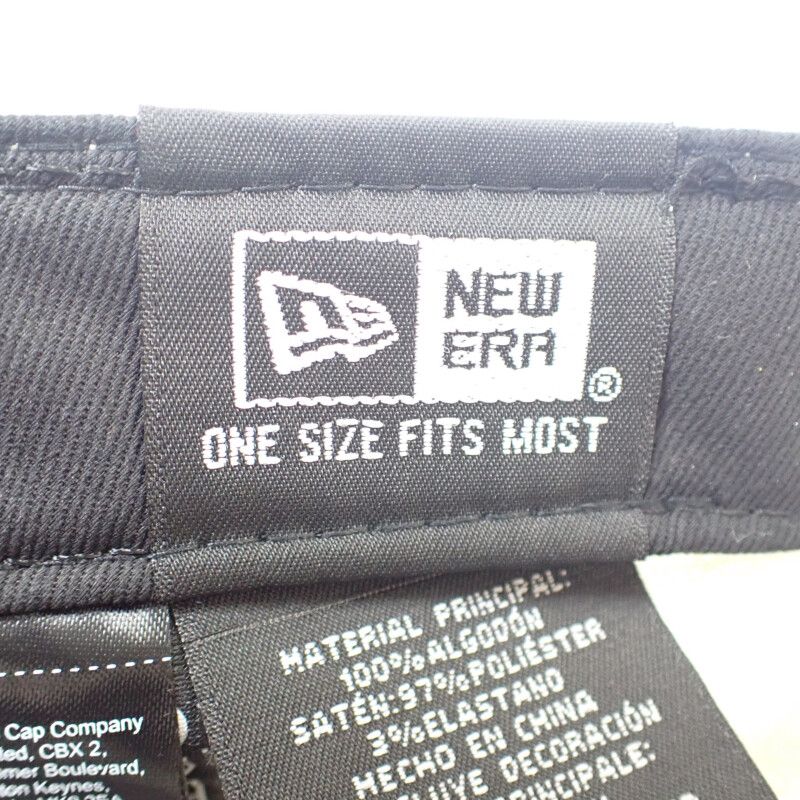 NEW
ERA
®
ONE SIZE FITS MOST
MATERIAL PRINCIPAL:
100% ALGODÓN
SATÉN: 97% POLIÉSTER
3% ELASTANO
HECHO EN CHINA
DECORACIÓN
Cap Company
CBX 2,
Boulevard,
Keynes,